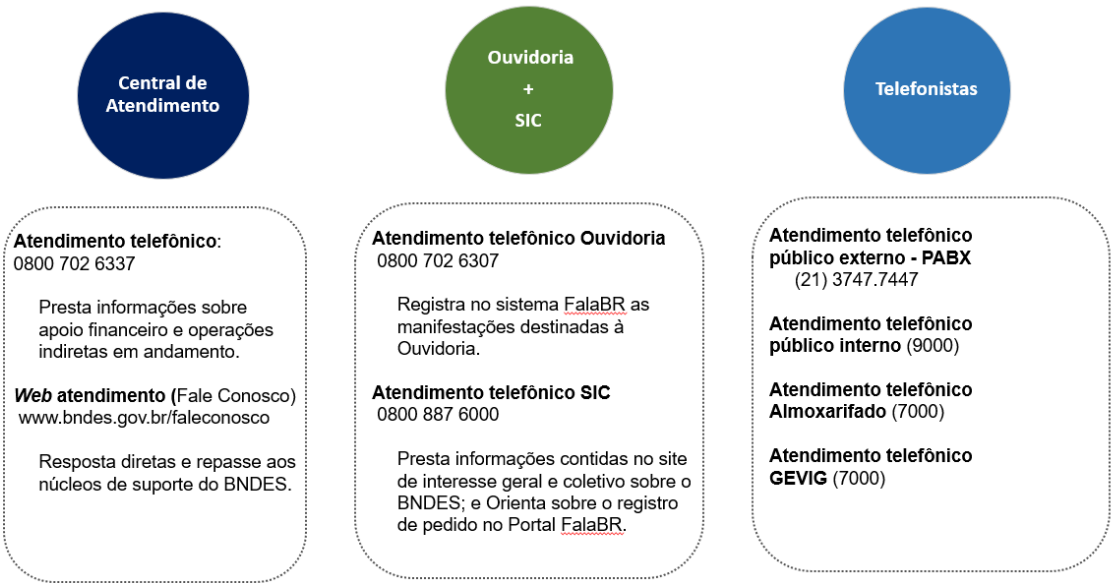 Central de
Atendimento
Atendimento telefônico:
0800 702 6337
Presta informações sobre
apoio financeiro e operações
indiretas em andamento.
Web atendimento (Fale Conosco)
www.bndes.gov.br/faleconosco
Resposta diretas e repasse aos
núcleos de suporte do BNDES.
Ouvidoria
+
SIC
Atendimento telefônico Ouvidoria
0800 702 6307
Registra no sistema FalaBR as
manifestações destinadas à
Ouvidoria.
Atendimento telefônico SIC
0800 887 6000
Presta informações contidas no site
de interesse geral e coletivo sobre o
BNDES; e Orienta sobre o registro
de pedido no Portal FalaBR.
Telefonistas
Atendimento telefônico
público externo - PABX
(21) 3747.7447
Atendimento telefônico
público interno (9000)
Atendimento telefônico
Almoxarifado (7000)
Atendimento telefônico
GEVIG (7000)